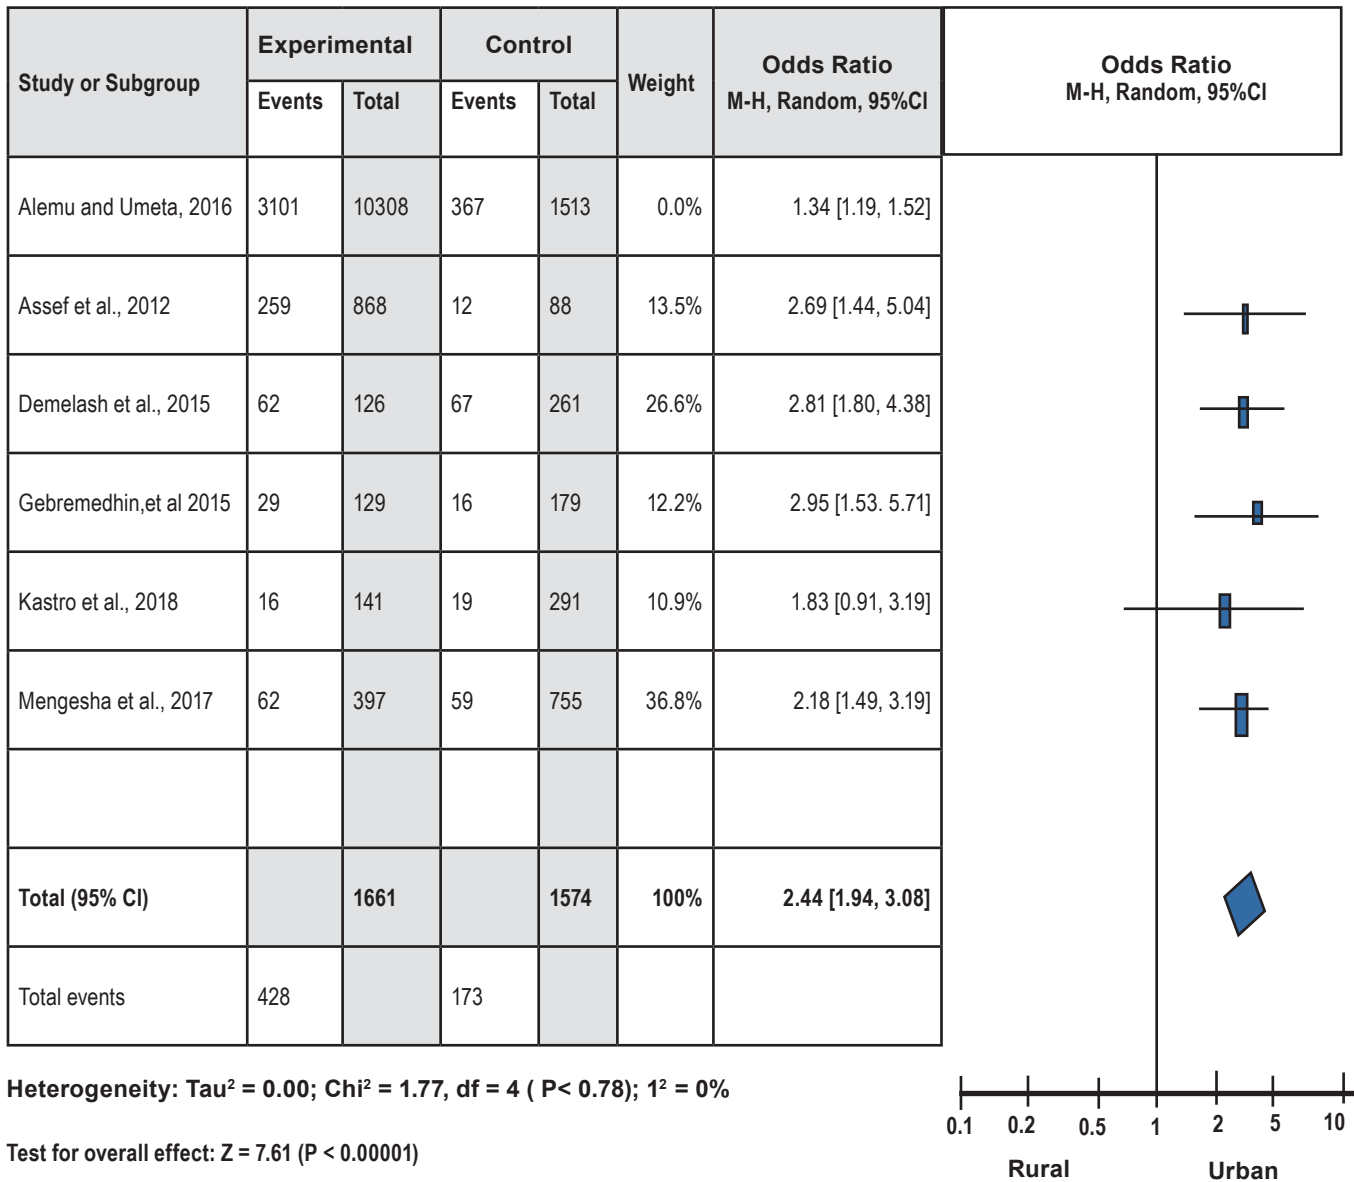 Study or Subgroup Experimental Control Weight Odds Ratio M-H, Random, 95%CI Odds Ratio M-H, Random, 95%CI
Events Total Events Total
Alemu and Umeta, 2016 3101 10308 367 1513 0.0% 1.34 [1.19, 1.52]
Assef et al., 2012 259 868 12 88 13.5% 2.69 [1.44, 5.04]
Demelash et al., 2015 62 126 67 261 26.6% 2.81 [1.80, 4.38]
Gebremedhin,et al 2015 29 129 16 179 12.2% 2.95 [1.53. 5.71]
Kastro et al., 2018 16 141 19 291 10.9% 1.83 [0.91, 3.19]
Mengesha et al., 2017 62 397 59 755 36.8% 2.18 [1.49, 3.19]
Total (95% CI) 1661 1574 100% 2.44 [1.94, 3.08]
Total events 428 173
Heterogeneity: Tau² = 0.00; Chi² = 1.77, df = 4 ( P< 0.78); 1² = 0%
Test for overall effect: Z = 7.61 (P < 0.00001)
0.1 0.2 0.5 1 2 5 10
Rural Urban